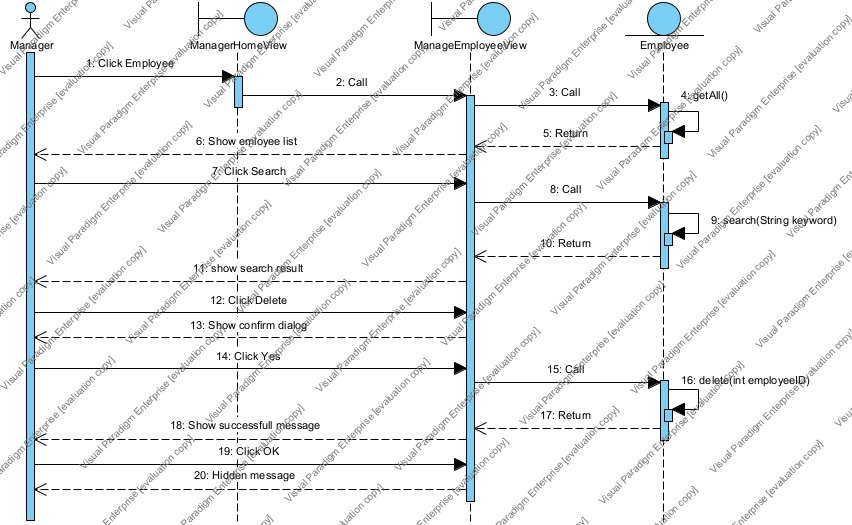 Manager
ManagerHomeView
ManageEmployeeView
Employee
1: Click Employee
2: Call
3: Call
4: getAll()
5: Return
6: Show emloyee list
7: Click Search
8: Call
9: search(String keyword)
10: Return
11: show search result
12: Click Delete
13: Show confirm dialog
14: Click Yes
15: Call
16: delete(int employeeID)
17: Return
18: Show successfull message
19: Click OK
20: Hidden message
Visual Paradigm Enterprise [evaluation copy]